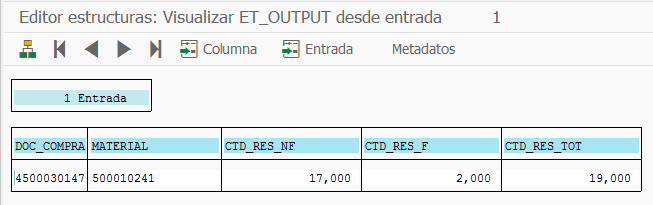 Editor estructuras: Visualizar ET_OUTPUT desde entrada 1
Columna Entrada Metadatos
1 Entrada
DOC_COMPRA MATERIAL CTD_RES_NF CTD_RES_F CTD_RES_TOT
4500030147 500010241 17,000 2,000 19,000